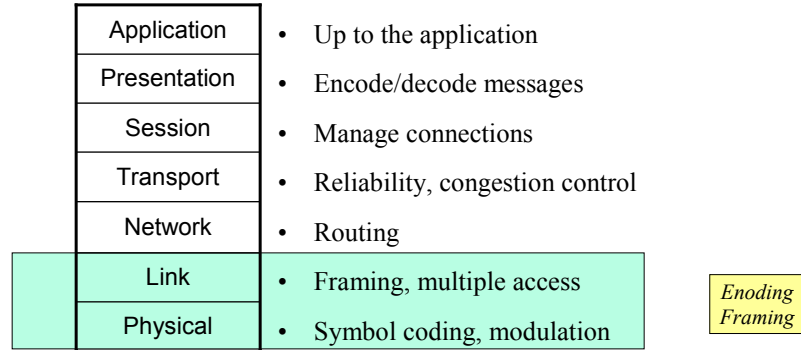 Application • Up to the application
Presentation • Encode/decode messages
Session • Manage connections
Transport • Reliability, congestion control
Network • Routing
Link • Framing, multiple access
Physical • Symbol coding, modulation
Enoding
Framing